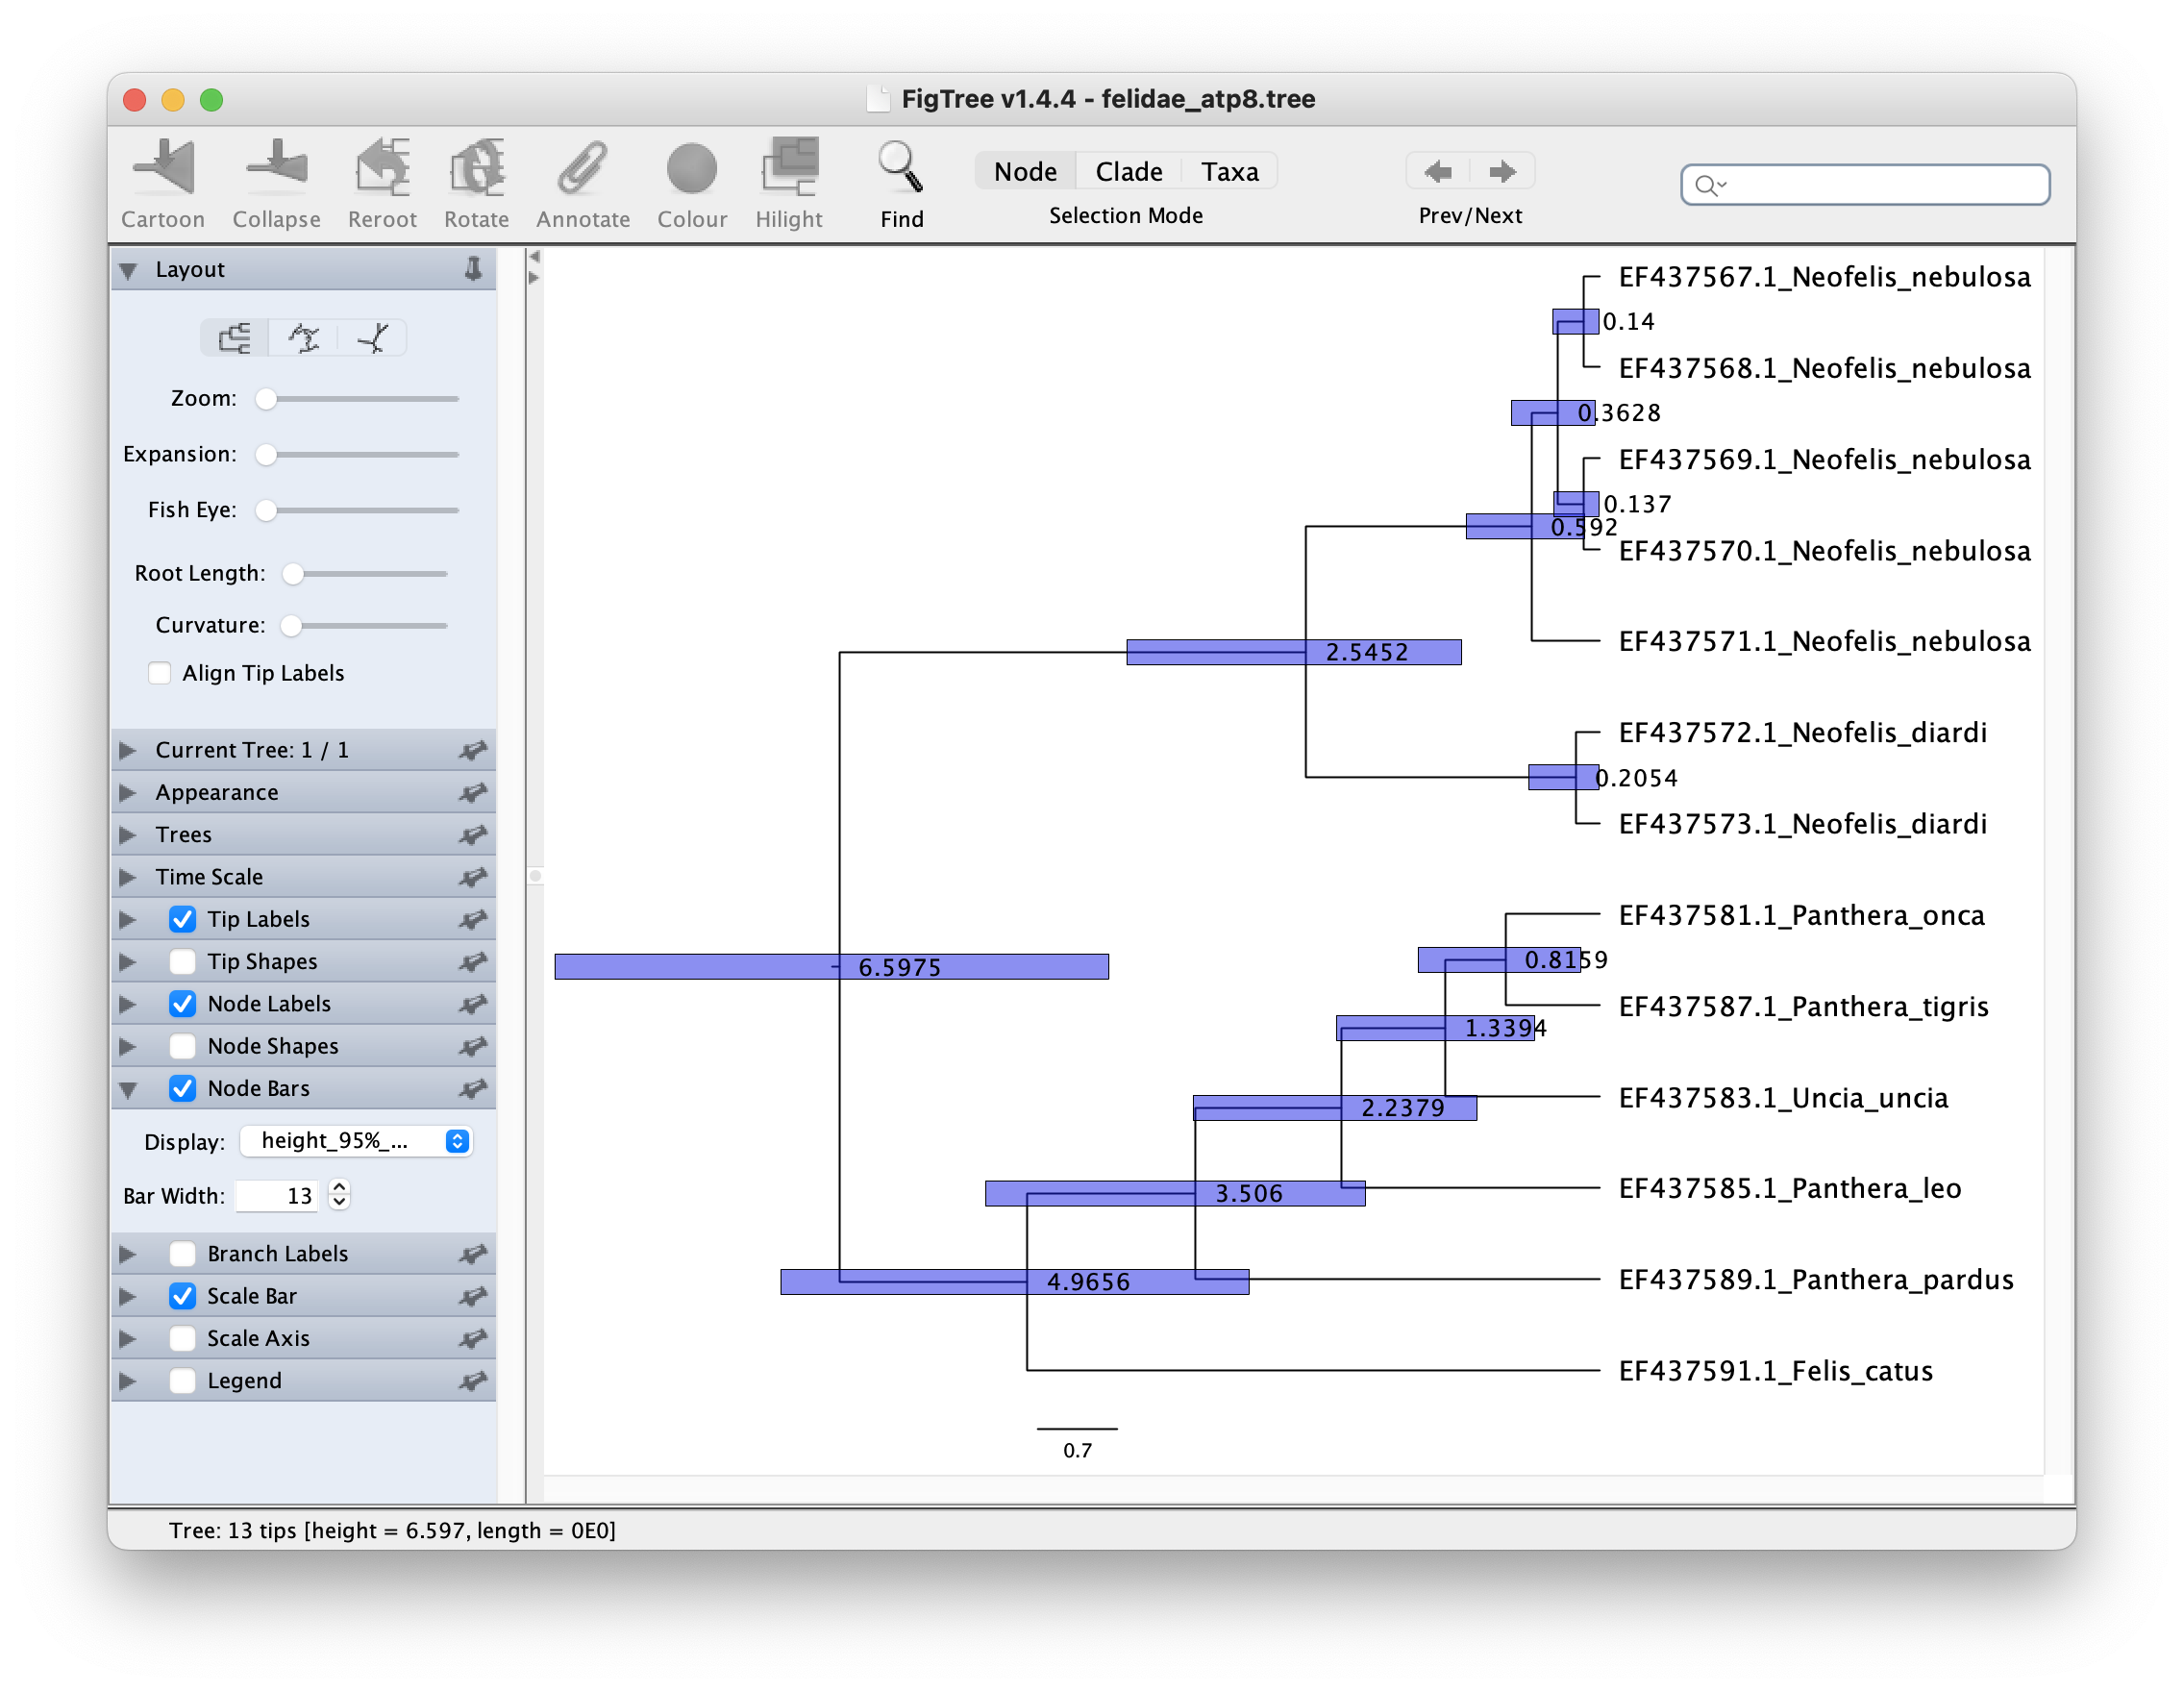 FigTree v1.4.4 - felidae_atp8.tree
Cartoon Collapse Reroot Rotate Annotate Colour Hilight Find
Node Clade Taxa
Selection Mode
Prev/Next
Layout
Zoom:
Expansion:
Fish Eye:
Root Length:
Curvature:
Align Tip Labels
Current Tree: 1 / 1
Appearance
Trees
Time Scale
Tip Labels
Tip Shapes
Node Labels
Node Shapes
Node Bars
Display: height_95%_...
Bar Width: 13
Branch Labels
Scale Bar
Scale Axis
Legend
EF437567.1_Neofelis_nebulosa
0.14
EF437568.1_Neofelis_nebulosa
0.3628
EF437569.1_Neofelis_nebulosa
0.137
0.592
EF437570.1_Neofelis_nebulosa
EF437571.1_Neofelis_nebulosa
2.5452
EF437572.1_Neofelis_diardi
0.2054
EF437573.1_Neofelis_diardi
EF437581.1_Panthera_onca
0.8159
6.5975
EF437587.1_Panthera_tigris
1.3394
EF437583.1_Uncia_uncia
2.2379
EF437585.1_Panthera_leo
3.506
EF437589.1_Panthera_pardus
4.9656
EF437591.1_Felis_catus
0.7
Tree: 13 tips [height = 6.597, length = 0E0]